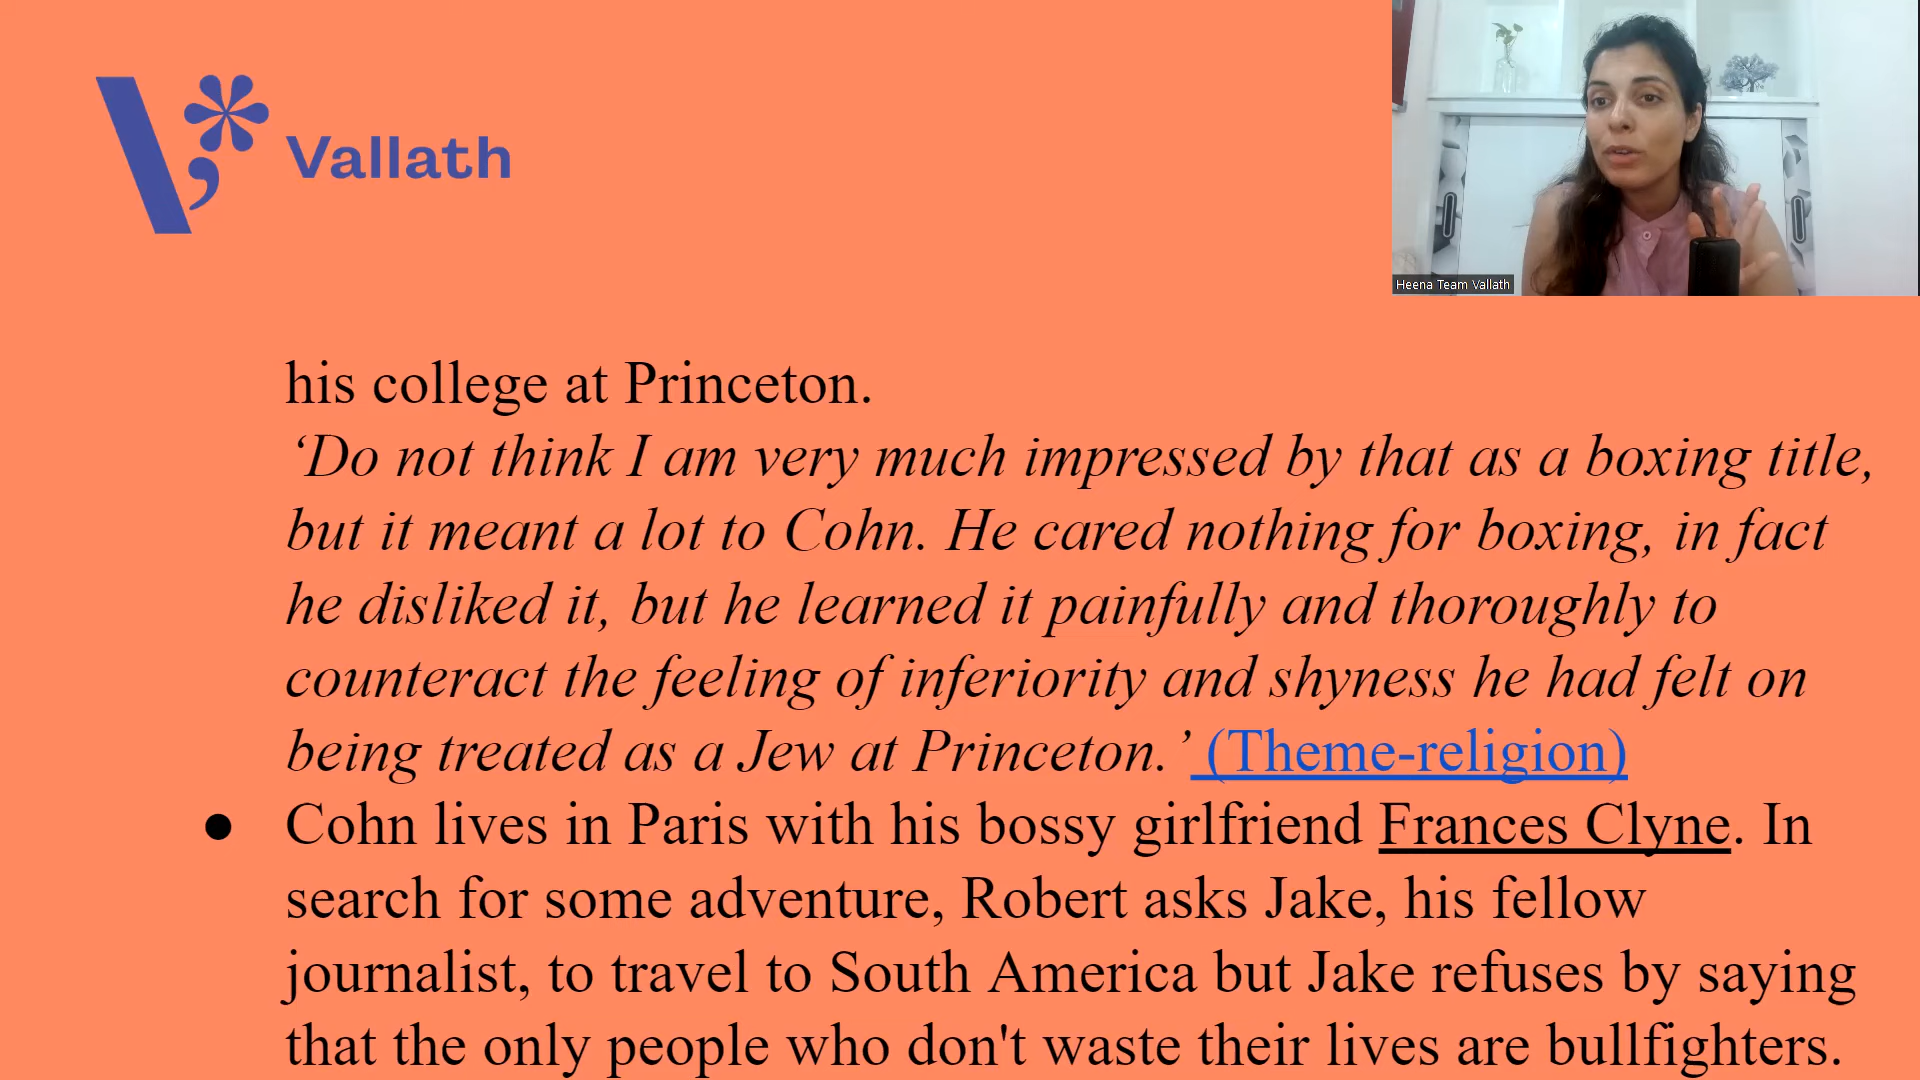 Vallath
Heena Team Vallath
his college at Princeton.
‘Do not think I am very much impressed by that as a boxing title,
but it meant a lot to Cohn. He cared nothing for boxing, in fact
he disliked it, but he learned it painfully and thoroughly to
counteract the feeling of inferiority and shyness he had felt on
being treated as a Jew at Princeton.’ (Theme-religion)
● Cohn lives in Paris with his bossy girlfriend Frances Clyne. In
search for some adventure, Robert asks Jake, his fellow
journalist, to travel to South America but Jake refuses by saying
that the only people who don't waste their lives are bullfighters.